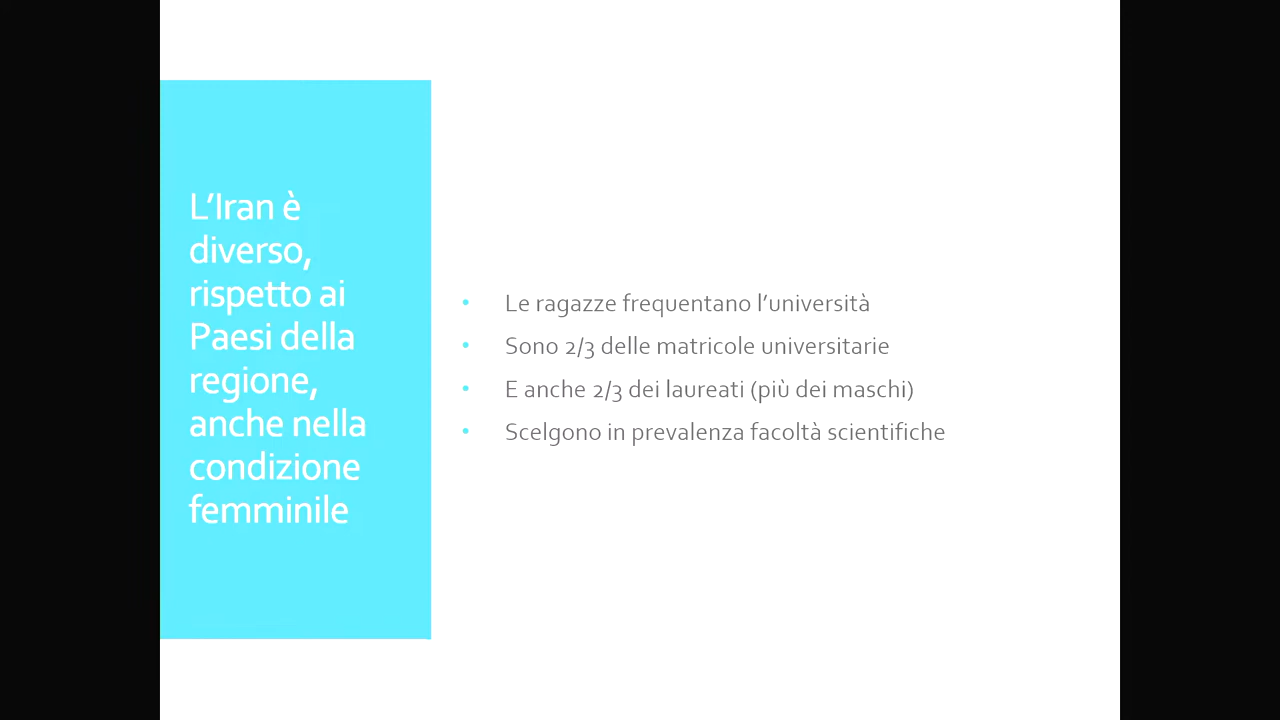 L’Iran è
diverso,
rispetto ai
Paesi della
regione,
anche nella
condizione
femminile
• Le ragazze frequentano l’università
• Sono 2/3 delle matricole universitarie
• E anche 2/3 dei laureati (più dei maschi)
• Scelgono in prevalenza facoltà scientifiche